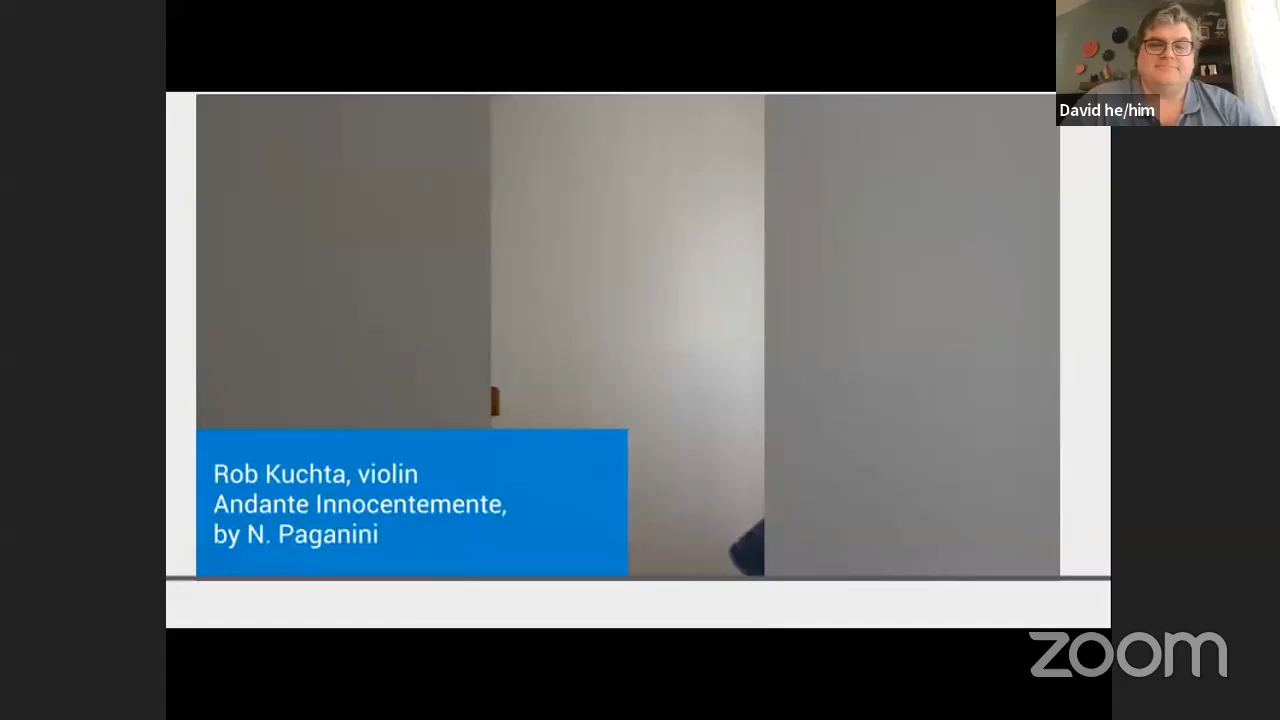 David he/him
Rob Kuchta, violin
Andante Innocentemente,
by N. Paganini
zoom